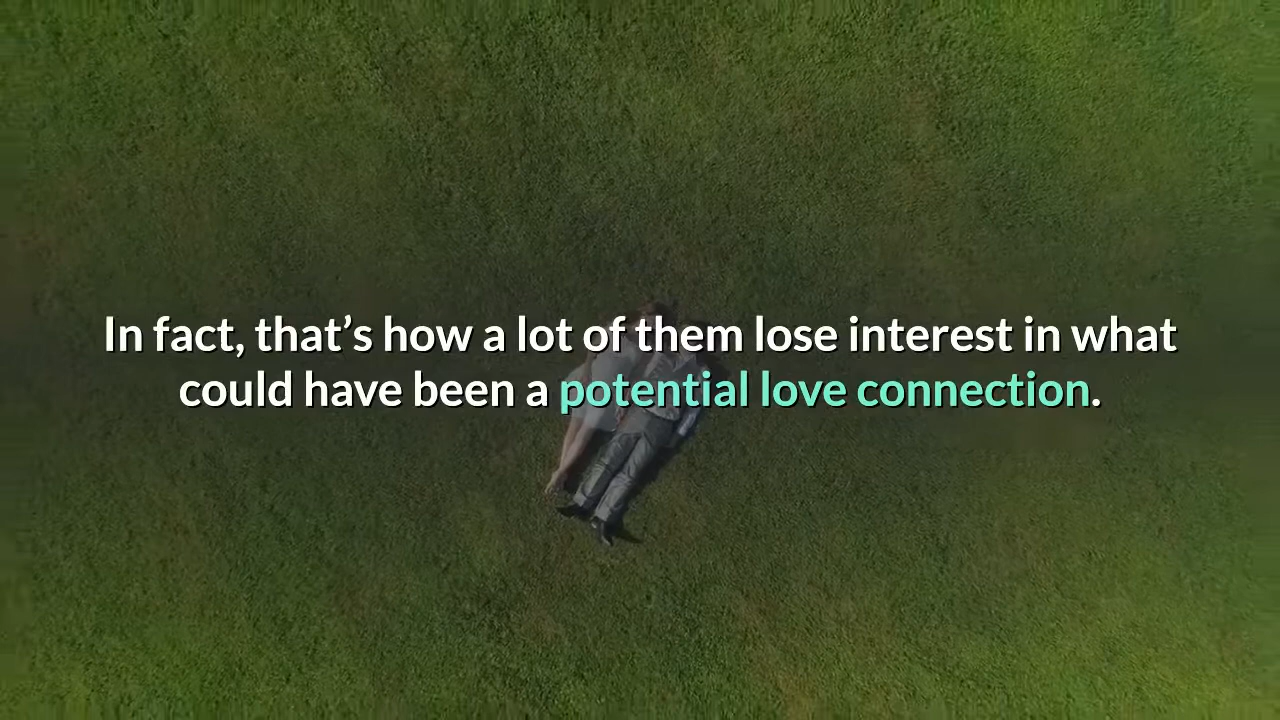 In fact, that’s how a lot of them lose interest in what
could have been a potential love connection.